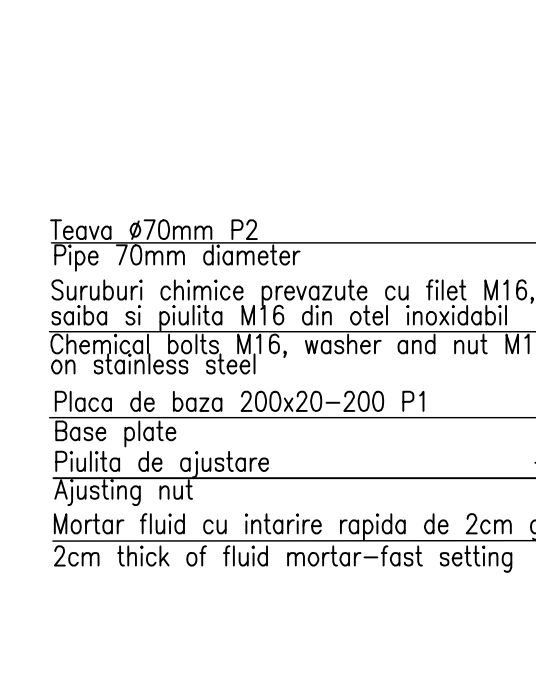 Teava ø70mm P2
Pipe 70mm diameter
Suruburi chimice prevazute cu filet M16,
saiba si piulita M16 din otel inoxidabil
Chemical bolts M16, washer and nut M1
on stainless steel
Placa de baza 200x20-200 P1
Base plate
Piulita de ajustare
Ajusting nut
Mortar fluid cu intarire rapida de 2cm
2cm thick of fluid mortar-fast setting